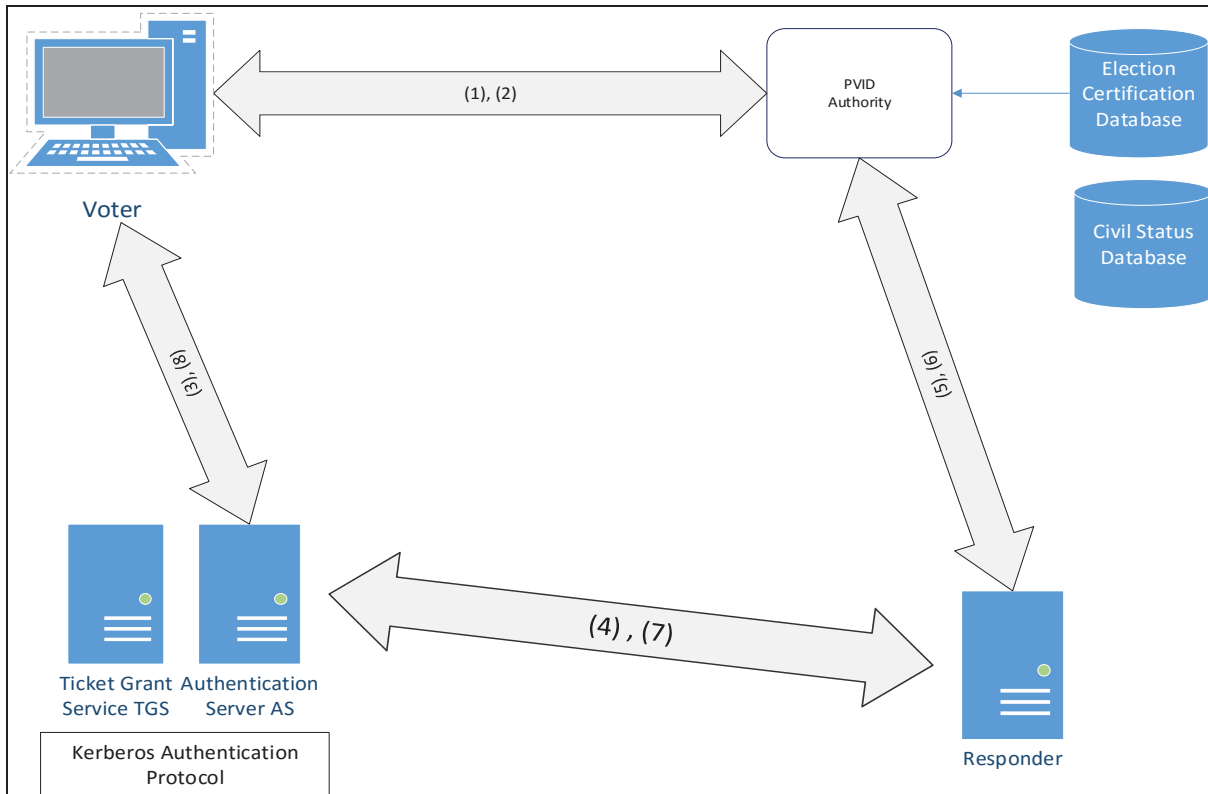 (1), (2)
PVID
Authority
Election
Certification
Database
Voter
Civil Status
Database
(3), (8)
(5), (6)
(4) , (7)
Ticket Grant
Service TGS
Authentication
Server AS
Kerberos Authentication
Protocol
Responder